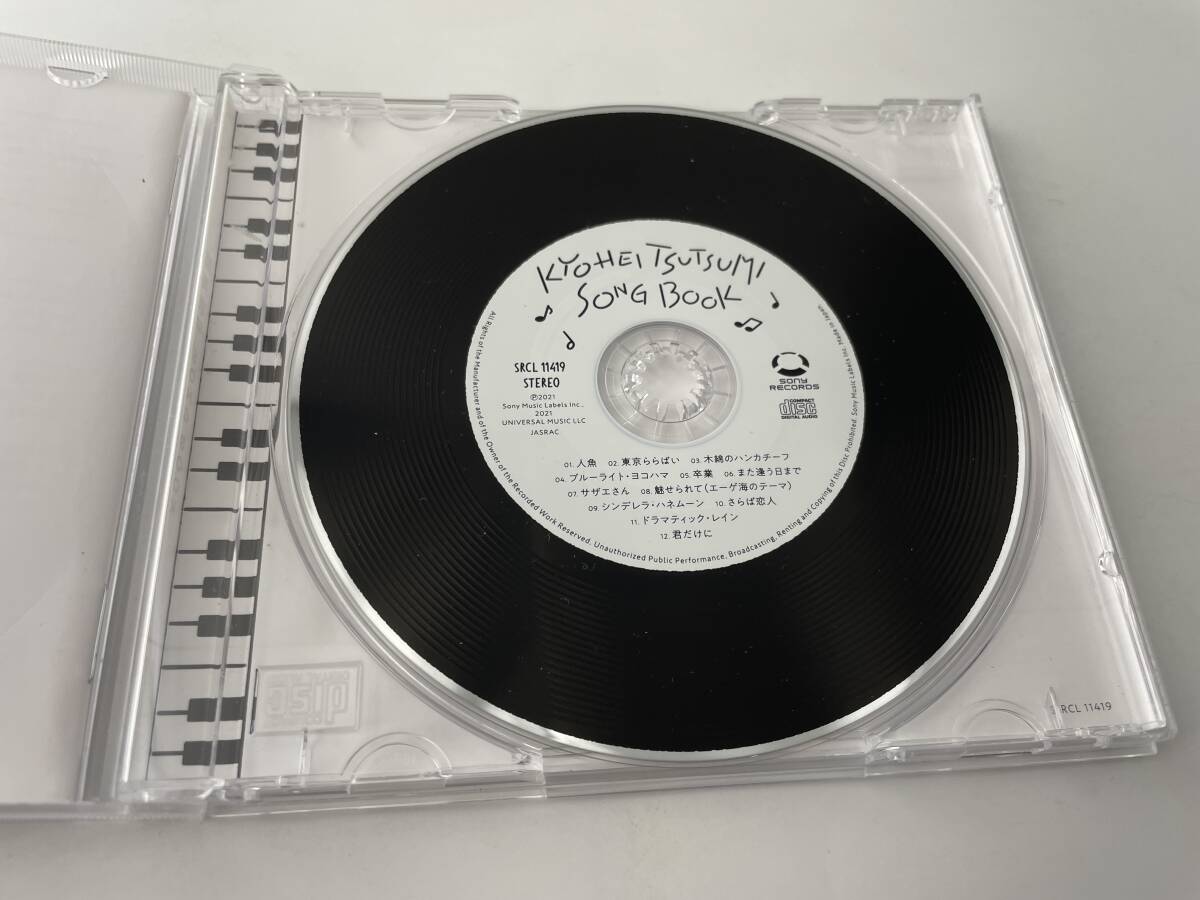 KYOHEI TSUTSUMI
SONG BOOK
SRCL 11419
STEREO
℗2021
Sony Music Labels Inc.,
2021
UNIVERSAL MUSIC LLC
JASRAC
SONY
RECORDS
COMPACT
disc
DIGITAL AUDIO
01. 人魚 02. 東京ららばい 03. 木綿のハンカチーフ
04. ブルーライト・ヨコハマ 05. 卒業 06. また逢う日まで
07. サザエさん 08. 魅せられて(エーゲ海のテーマ)
09. シンデレラ・ハネムーン 10. さらば恋人
11. ドラマティック・レイン
12. 君だけに
All Rights of the Manufacturer and of the Owner of the Recorded Work Reserved. Unauthorized Public Performance, Broadcasting, Renting and Copying of this Disc Prohibited. Sony Music Labels Inc. Made in Japan
disc
SRCL 11419